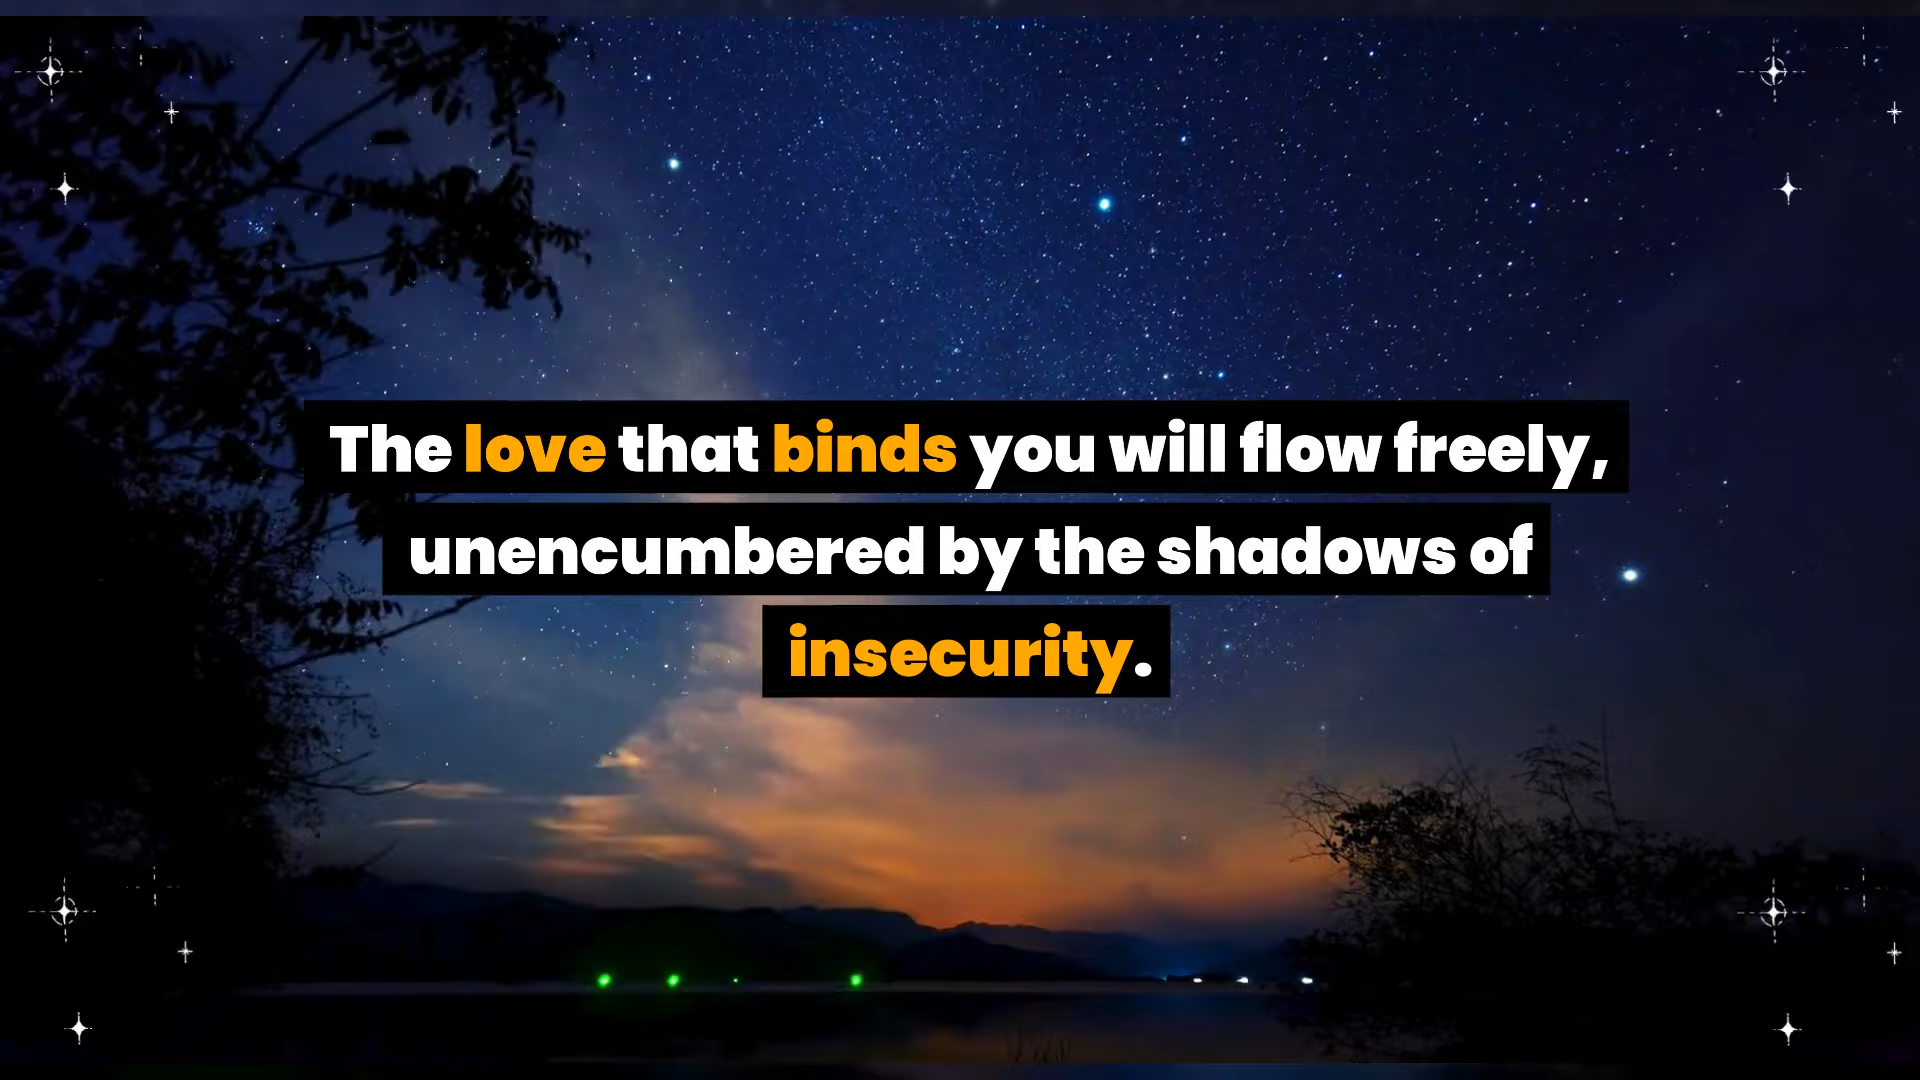 The love that binds you will flow freely,
unencumbered by the shadows of
insecurity.